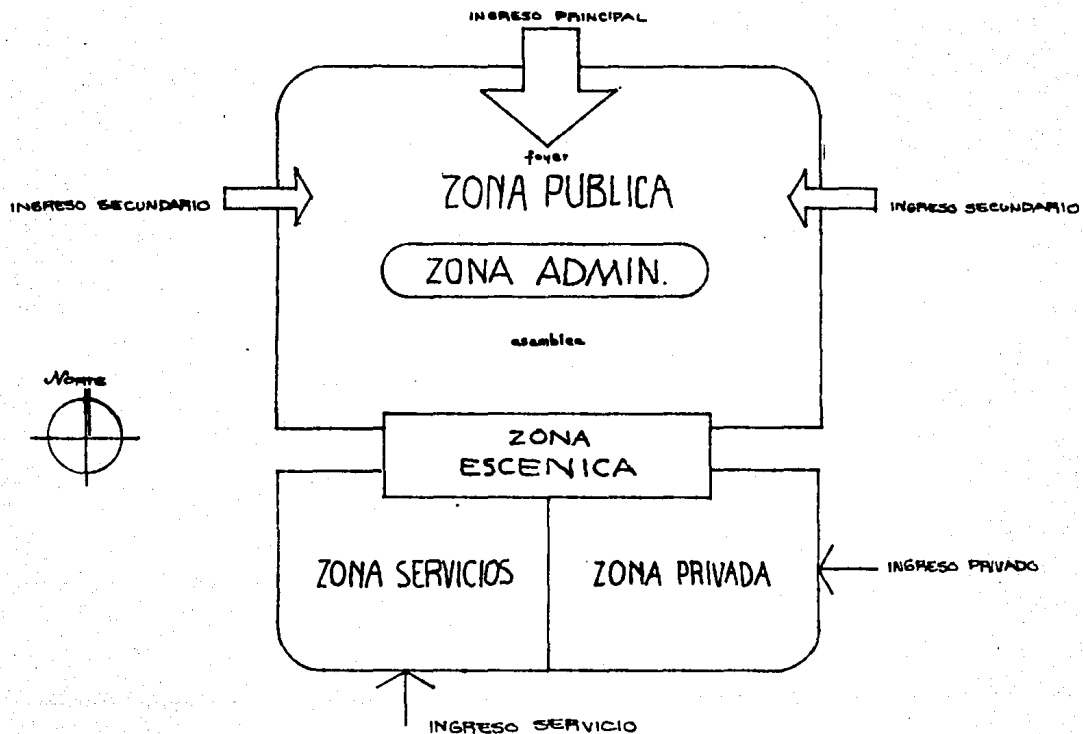 INGRESO PRINCIPAL
foyer
ZONA PUBLICA
INGRESO SECUNDARIO
INGRESO SECUNDARIO
ZONA ADMIN.
asamblea
Norte
ZONA
ESCENICA
ZONA SERVICIOS
ZONA PRIVADA
INGRESO PRIVADO
INGRESO SERVICIO